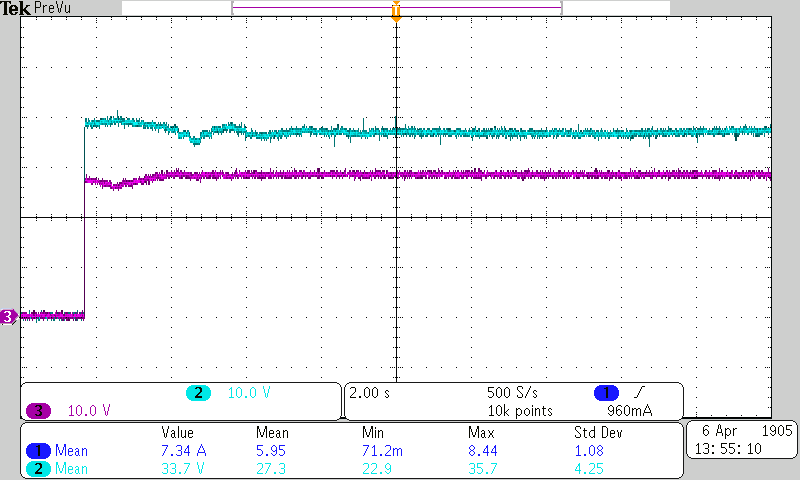 Tek PreVu
T
3
2 10.0 V
3 10.0 V
2.00 s 500 S/s 1
10k points 960mA
Value Mean Min Max Std Dev
1 Mean 7.34 A 5.95 71.2m 8.44 1.08
2 Mean 33.7 V 27.3 22.9 35.7 4.25
6 Apr 1905
13:55:10